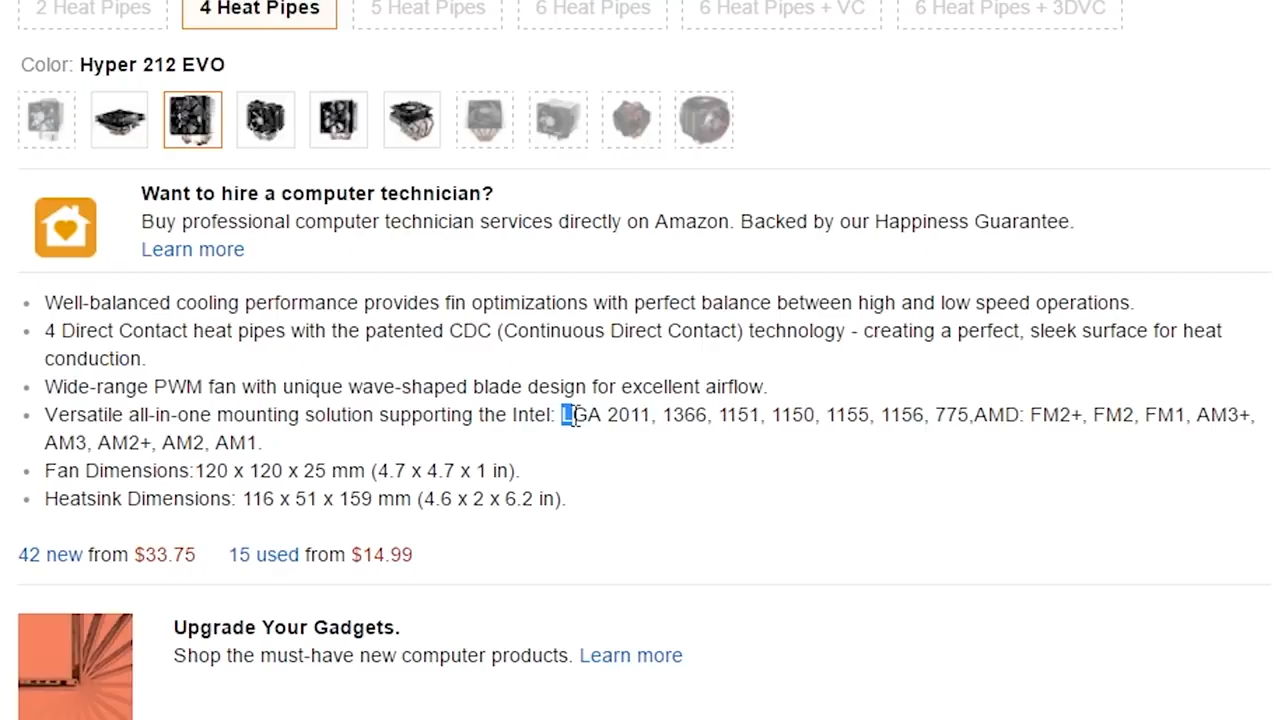 2 Heat Pipes 4 Heat Pipes 5 Heat Pipes 6 Heat Pipes 6 Heat Pipes + VC 6 Heat Pipes + 3DVC
Color: Hyper 212 EVO
Want to hire a computer technician?
Buy professional computer technician services directly on Amazon. Backed by our Happiness Guarantee.
Learn more
• Well-balanced cooling performance provides fin optimizations with perfect balance between high and low speed operations.
• 4 Direct Contact heat pipes with the patented CDC (Continuous Direct Contact) technology - creating a perfect, sleek surface for heat
conduction.
• Wide-range PWM fan with unique wave-shaped blade design for excellent airflow.
• Versatile all-in-one mounting solution supporting the Intel: LGA 2011, 1366, 1151, 1150, 1155, 1156, 775,AMD: FM2+, FM2, FM1, AM3+,
AM3, AM2+, AM2, AM1.
• Fan Dimensions:120 x 120 x 25 mm (4.7 x 4.7 x 1 in).
• Heatsink Dimensions: 116 x 51 x 159 mm (4.6 x 2 x 6.2 in).
42 new from $33.75 15 used from $14.99
Upgrade Your Gadgets.
Shop the must-have new computer products. Learn more